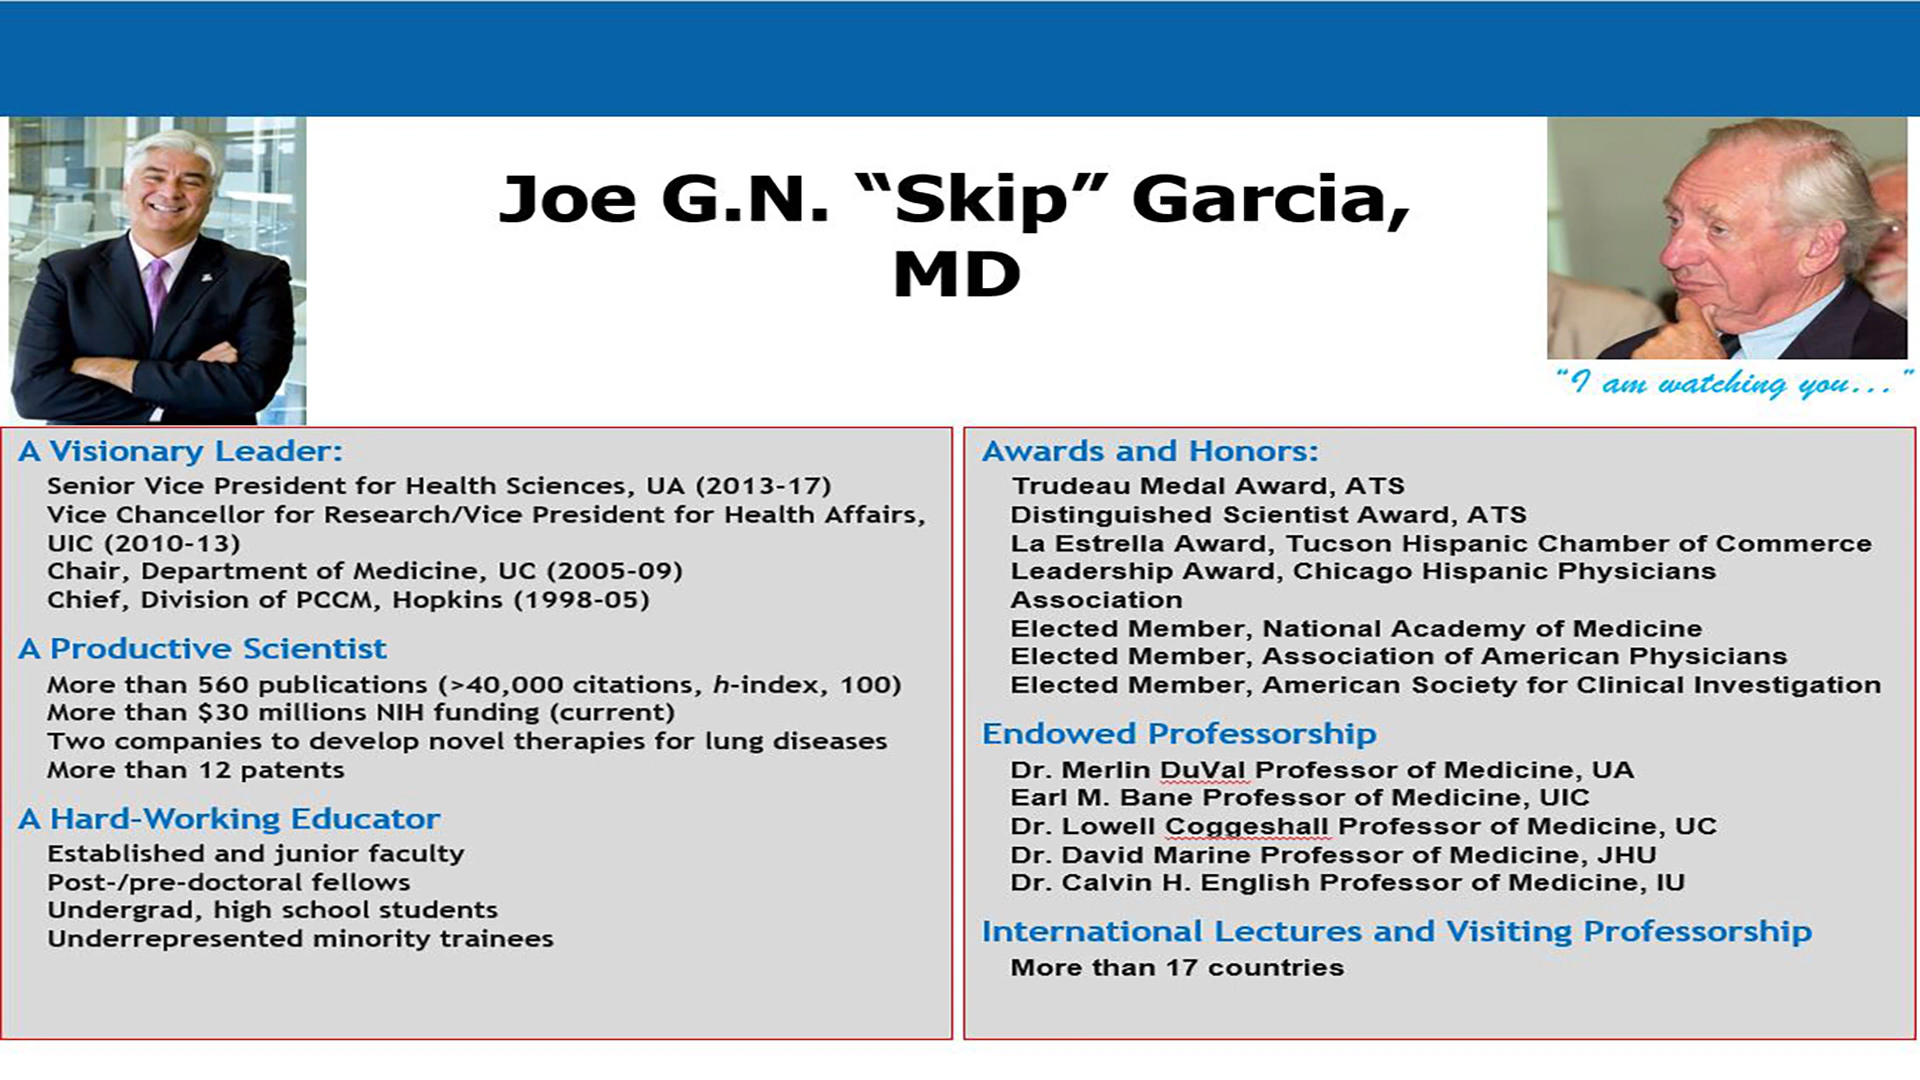 Joe G.N. “Skip” Garcia,
MD
“I am watching you...”
A Visionary Leader:
Senior Vice President for Health Sciences, UA (2013-17)
Vice Chancellor for Research/Vice President for Health Affairs,
UIC (2010-13)
Chair, Department of Medicine, UC (2005-09)
Chief, Division of PCCM, Hopkins (1998-05)
A Productive Scientist
More than 560 publications (>40,000 citations, h-index, 100)
More than $30 millions NIH funding (current)
Two companies to develop novel therapies for lung diseases
More than 12 patents
A Hard-Working Educator
Established and junior faculty
Post-/pre-doctoral fellows
Undergrad, high school students
Underrepresented minority trainees
Awards and Honors:
Trudeau Medal Award, ATS
Distinguished Scientist Award, ATS
La Estrella Award, Tucson Hispanic Chamber of Commerce
Leadership Award, Chicago Hispanic Physicians
Association
Elected Member, National Academy of Medicine
Elected Member, Association of American Physicians
Elected Member, American Society for Clinical Investigation
Endowed Professorship
Dr. Merlin DuVal Professor of Medicine, UA
Earl M. Bane Professor of Medicine, UIC
Dr. Lowell Coggeshall Professor of Medicine, UC
Dr. David Marine Professor of Medicine, JHU
Dr. Calvin H. English Professor of Medicine, IU
International Lectures and Visiting Professorship
More than 17 countries